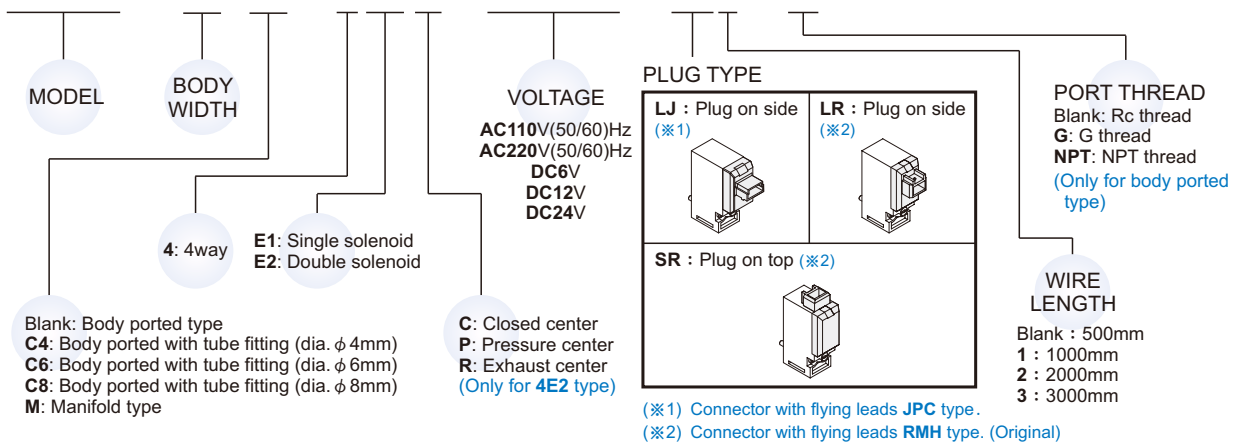 MODEL
BODY
WIDTH
4: 4way
E1: Single solenoid
E2: Double solenoid
Blank: Body ported type
C4: Body ported with tube fitting (dia. ϕ 4mm)
C6: Body ported with tube fitting (dia. ϕ 6mm)
C8: Body ported with tube fitting (dia. ϕ 8mm)
M: Manifold type
C: Closed center
P: Pressure center
R: Exhaust center
(Only for 4E2 type)
VOLTAGE
AC110V(50/60)Hz
AC220V(50/60)Hz
DC6V
DC12V
DC24V
PLUG TYPE
LJ : Plug on side
(※1)
LR : Plug on side
(※2)
SR : Plug on top (※2)
(※1) Connector with flying leads JPC type.
(※2) Connector with flying leads RMH type. (Original)
WIRE
LENGTH
Blank : 500mm
1 : 1000mm
2 : 2000mm
3 : 3000mm
PORT THREAD
Blank: Rc thread
G: G thread
NPT: NPT thread
(Only for body ported
type)